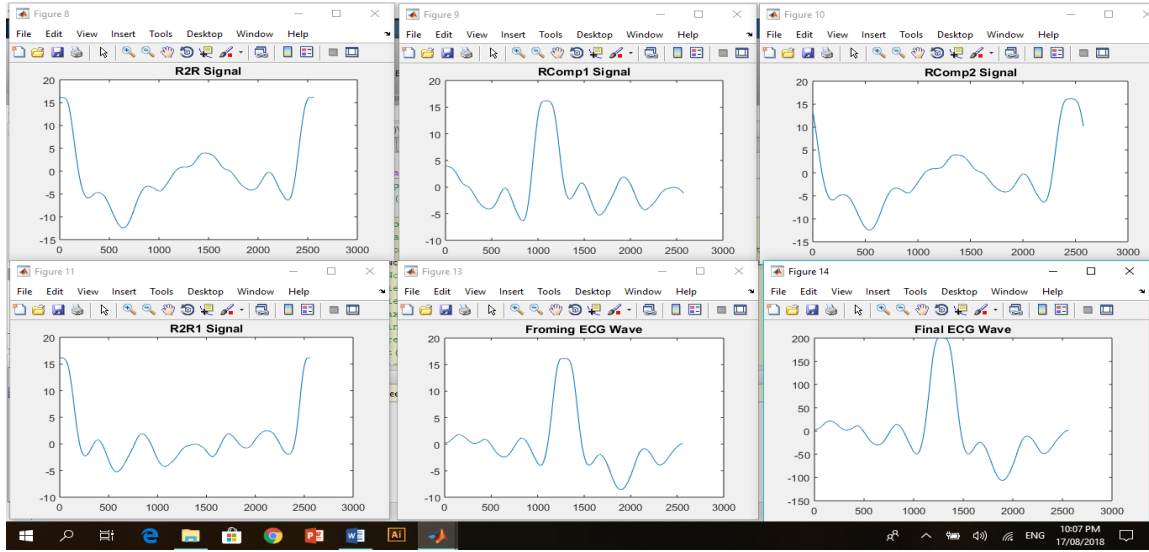 Figure 8
File Edit View Insert Tools Desktop Window Help
R2R Signal
20
15
10
5
0
-5
-10
-15
0 500 1000 1500 2000 2500 3000
Figure 9
File Edit View Insert Tools Desktop Window Help
RComp1 Signal
20
15
10
5
0
-5
-10
0 500 1000 1500 2000 2500 3000
Figure 10
File Edit View Insert Tools Desktop Window Help
RComp2 Signal
20
15
10
5
0
-5
-10
-15
0 500 1000 1500 2000 2500 3000
Figure 11
File Edit View Insert Tools Desktop Window Help
R2R1 Signal
20
15
10
5
0
-5
-10
0 500 1000 1500 2000 2500 3000
Figure 13
File Edit View Insert Tools Desktop Window Help
Froming ECG Wave
20
15
10
5
0
-5
-10
0 500 1000 1500 2000 2500 3000
Figure 14
File Edit View Insert Tools Desktop Window Help
Final ECG Wave
200
150
100
50
0
-50
-100
-150
0 500 1000 1500 2000 2500 3000
Ai
ENG
10:07 PM
17/08/2018